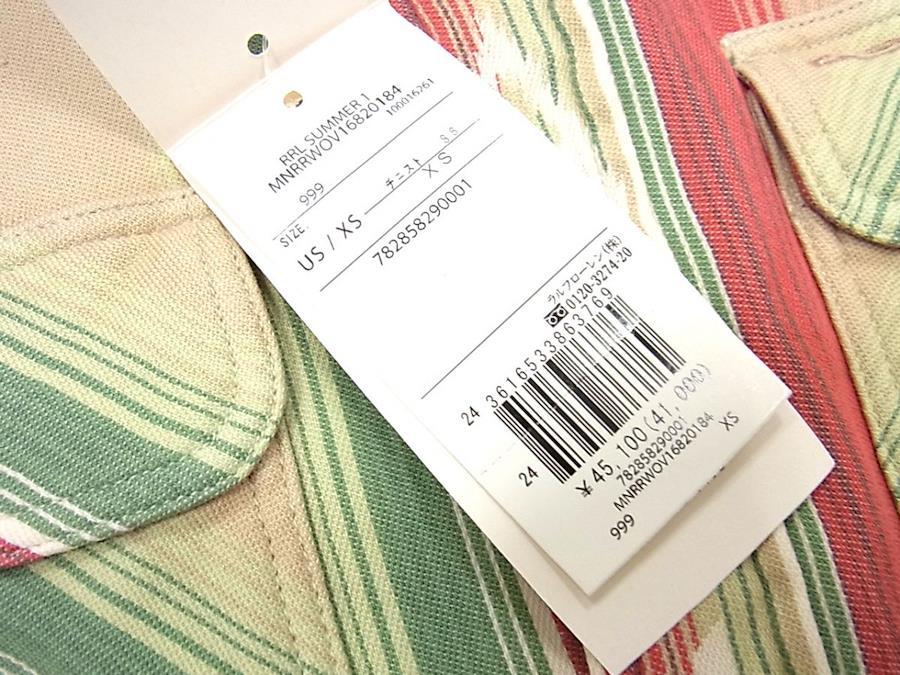 RRL SUMMER 1
MNRRWOV16820184
100016261
999
SIZE. チェスト SS
US / XS XS
782858290001
ラルフローレン(株)
0120-3274-20
24 3616533863769
24
¥45,100(41,000)
782858290001
MNRRWOV16820184
999 XS